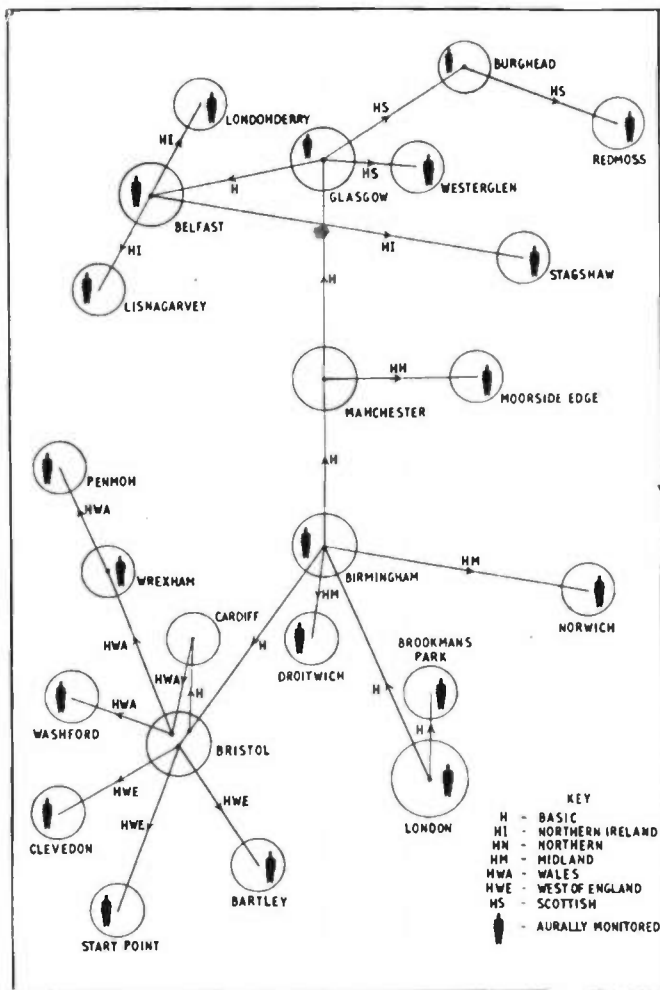 BURGHEAD
HS
HS
LONDONDERRY
REDMOSS
HI
HS
WESTERGLEN
H
GLASGOW
BELFAST
HI
HI
STAGSHAW
LISNAGARVEY
H
HN
MOORSIDE EDGE
MANCHESTER
H
PENMON
HWA
HM
BIRMINGHAM
WREXHAM
HM
NORWICH
CARDIFF
H
BROOKMANS
PARK
HWA
DROITWICH
HWA
H
H
HWA
WASHFORD
H
BRISTOL
HWE
HWE
LONDON
CLEVEDON
HWE
BARTLEY
START POINT
KEY
H - BASIC
HI - NORTHERN IRELAND
HN - NORTHERN
HM - MIDLAND
HWA - WALES
HWE - WEST OF ENGLAND
HS - SCOTTISH
- AURALLY MONITORED